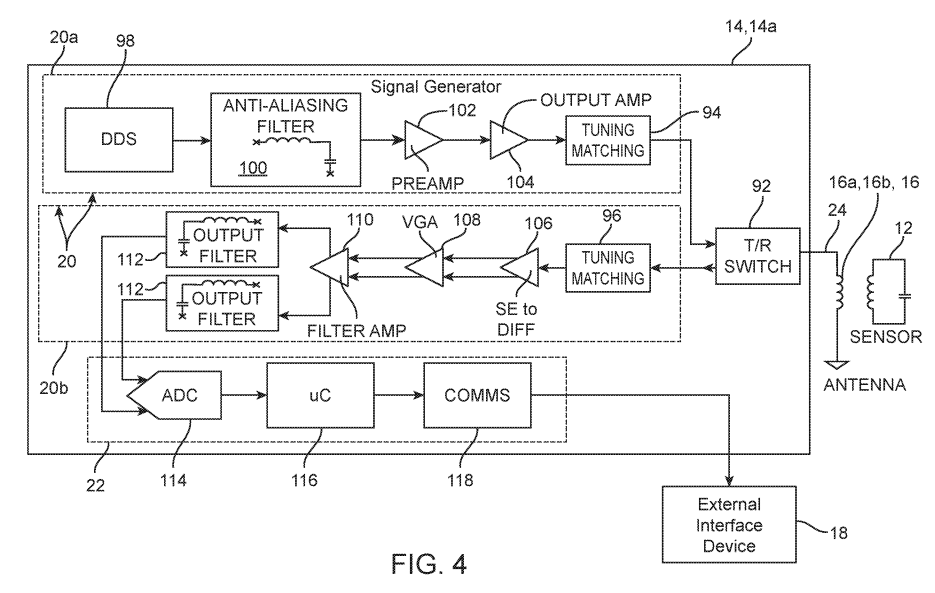 20a
98
14,14a
Signal Generator
DDS
ANTI-ALIASING
FILTER
100
102
PREAMP
OUTPUT AMP
104
TUNING
MATCHING
94
20
112
OUTPUT
FILTER
112
OUTPUT
FILTER
110
FILTER AMP
VGA
108
106
SE to
DIFF
96
TUNING
MATCHING
92
T/R
SWITCH
24
16a,16b, 16
12
SENSOR
ANTENNA
20b
ADC
114
uC
116
COMMS
118
22
External
Interface
Device
18
FIG. 4